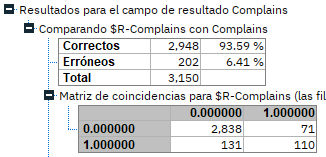 Resultados para el campo de resultado Complains
Comparando $R-Complains con Complains
Correctos 2,948 93.59 %
Erróneos 202 6.41 %
Total 3,150
Matriz de coincidencias para $R-Complains (las fil
0.000000 1.000000
0.000000 2,838 71
1.000000 131 110